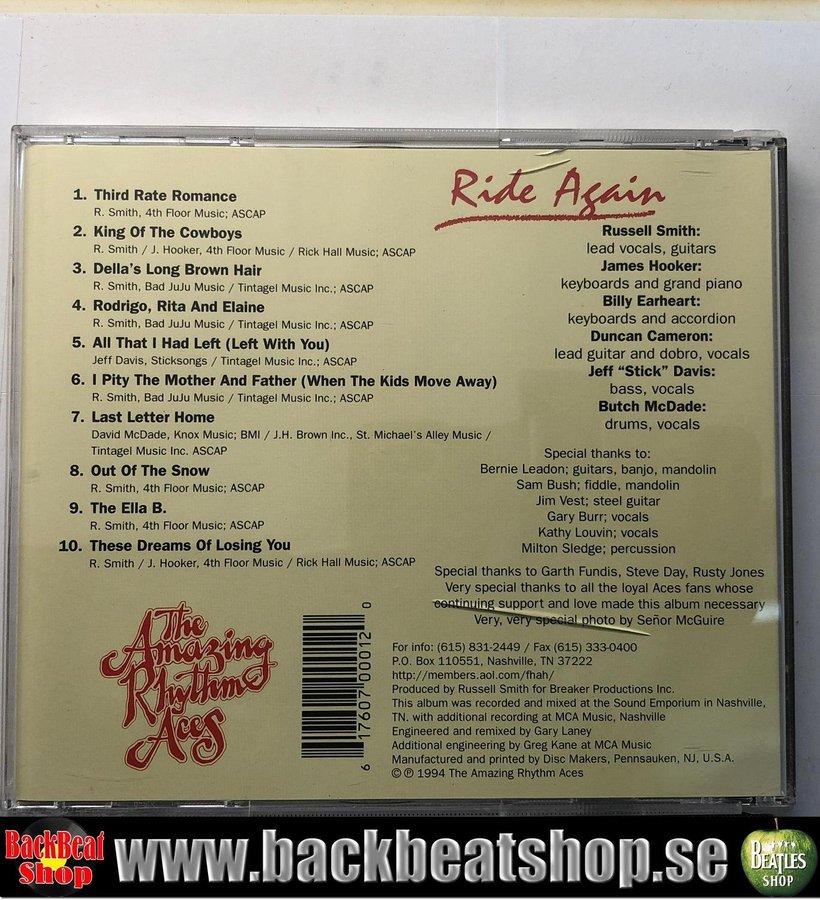 1. Third Rate Romance
R. Smith, 4th Floor Music; ASCAP
2. King Of The Cowboys
R. Smith / J. Hooker, 4th Floor Music / Rick Hall Music; ASCAP
3. Della's Long Brown Hair
R. Smith, Bad JuJu Music / Tintagel Music Inc.; ASCAP
4. Rodrigo, Rita And Elaine
R. Smith, Bad JuJu Music / Tintagel Music Inc.; ASCAP
5. All That I Had Left (Left With You)
Jeff Davis, Sticksongs / Tintagel Music Inc.; ASCAP
6. I Pity The Mother And Father (When The Kids Move Away)
R. Smith, Bad JuJu Music / Tintagel Music Inc.; ASCAP
7. Last Letter Home
David McDade, Knox Music; BMI / J.H. Brown Inc., St. Michael's Alley Music /
Tintagel Music Inc. ASCAP
8. Out Of The Snow
R. Smith, 4th Floor Music; ASCAP
9. The Ella B.
R. Smith, 4th Floor Music; ASCAP
10. These Dreams Of Losing You
R. Smith / J. Hooker, 4th Floor Music / Rick Hall Music; ASCAP
Ride Again
Russell Smith:
lead vocals, guitars
James Hooker:
keyboards and grand piano
Billy Earheart:
keyboards and accordion
Duncan Cameron:
lead guitar and dobro, vocals
Jeff "Stick" Davis:
bass, vocals
Butch McDade:
drums, vocals
Special thanks to:
Bernie Leadon; guitars, banjo, mandolin
Sam Bush; fiddle, mandolin
Jim Vest; steel guitar
Gary Burr; vocals
Kathy Louvin; vocals
Milton Sledge; percussion
Special thanks to Garth Fundis, Steve Day, Rusty Jones
Very special thanks to all the loyal Aces fans whose
continuing support and love made this album necessary
Very, very special photo by Señor McGuire
The
Amazing
Rhythm
Aces
6 17607 00012 0
For info: (615) 831-2449 / Fax (615) 333-0400
P.O. Box 110551, Nashville, TN 37222
http://members.aol.com/fhah/
Produced by Russell Smith for Breaker Productions Inc.
This album was recorded and mixed at the Sound Emporium in Nashville,
TN. with additional recording at MCA Music, Nashville
Engineered and remixed by Gary Laney
Additional engineering by Greg Kane at MCA Music
Manufactured and printed by Disc Makers, Pennsauken, NJ, U.S.A.
© ℗ 1994 The Amazing Rhythm Aces
BackBeat
Shop
www.backbeatshop.se
BEATLES
SHOP